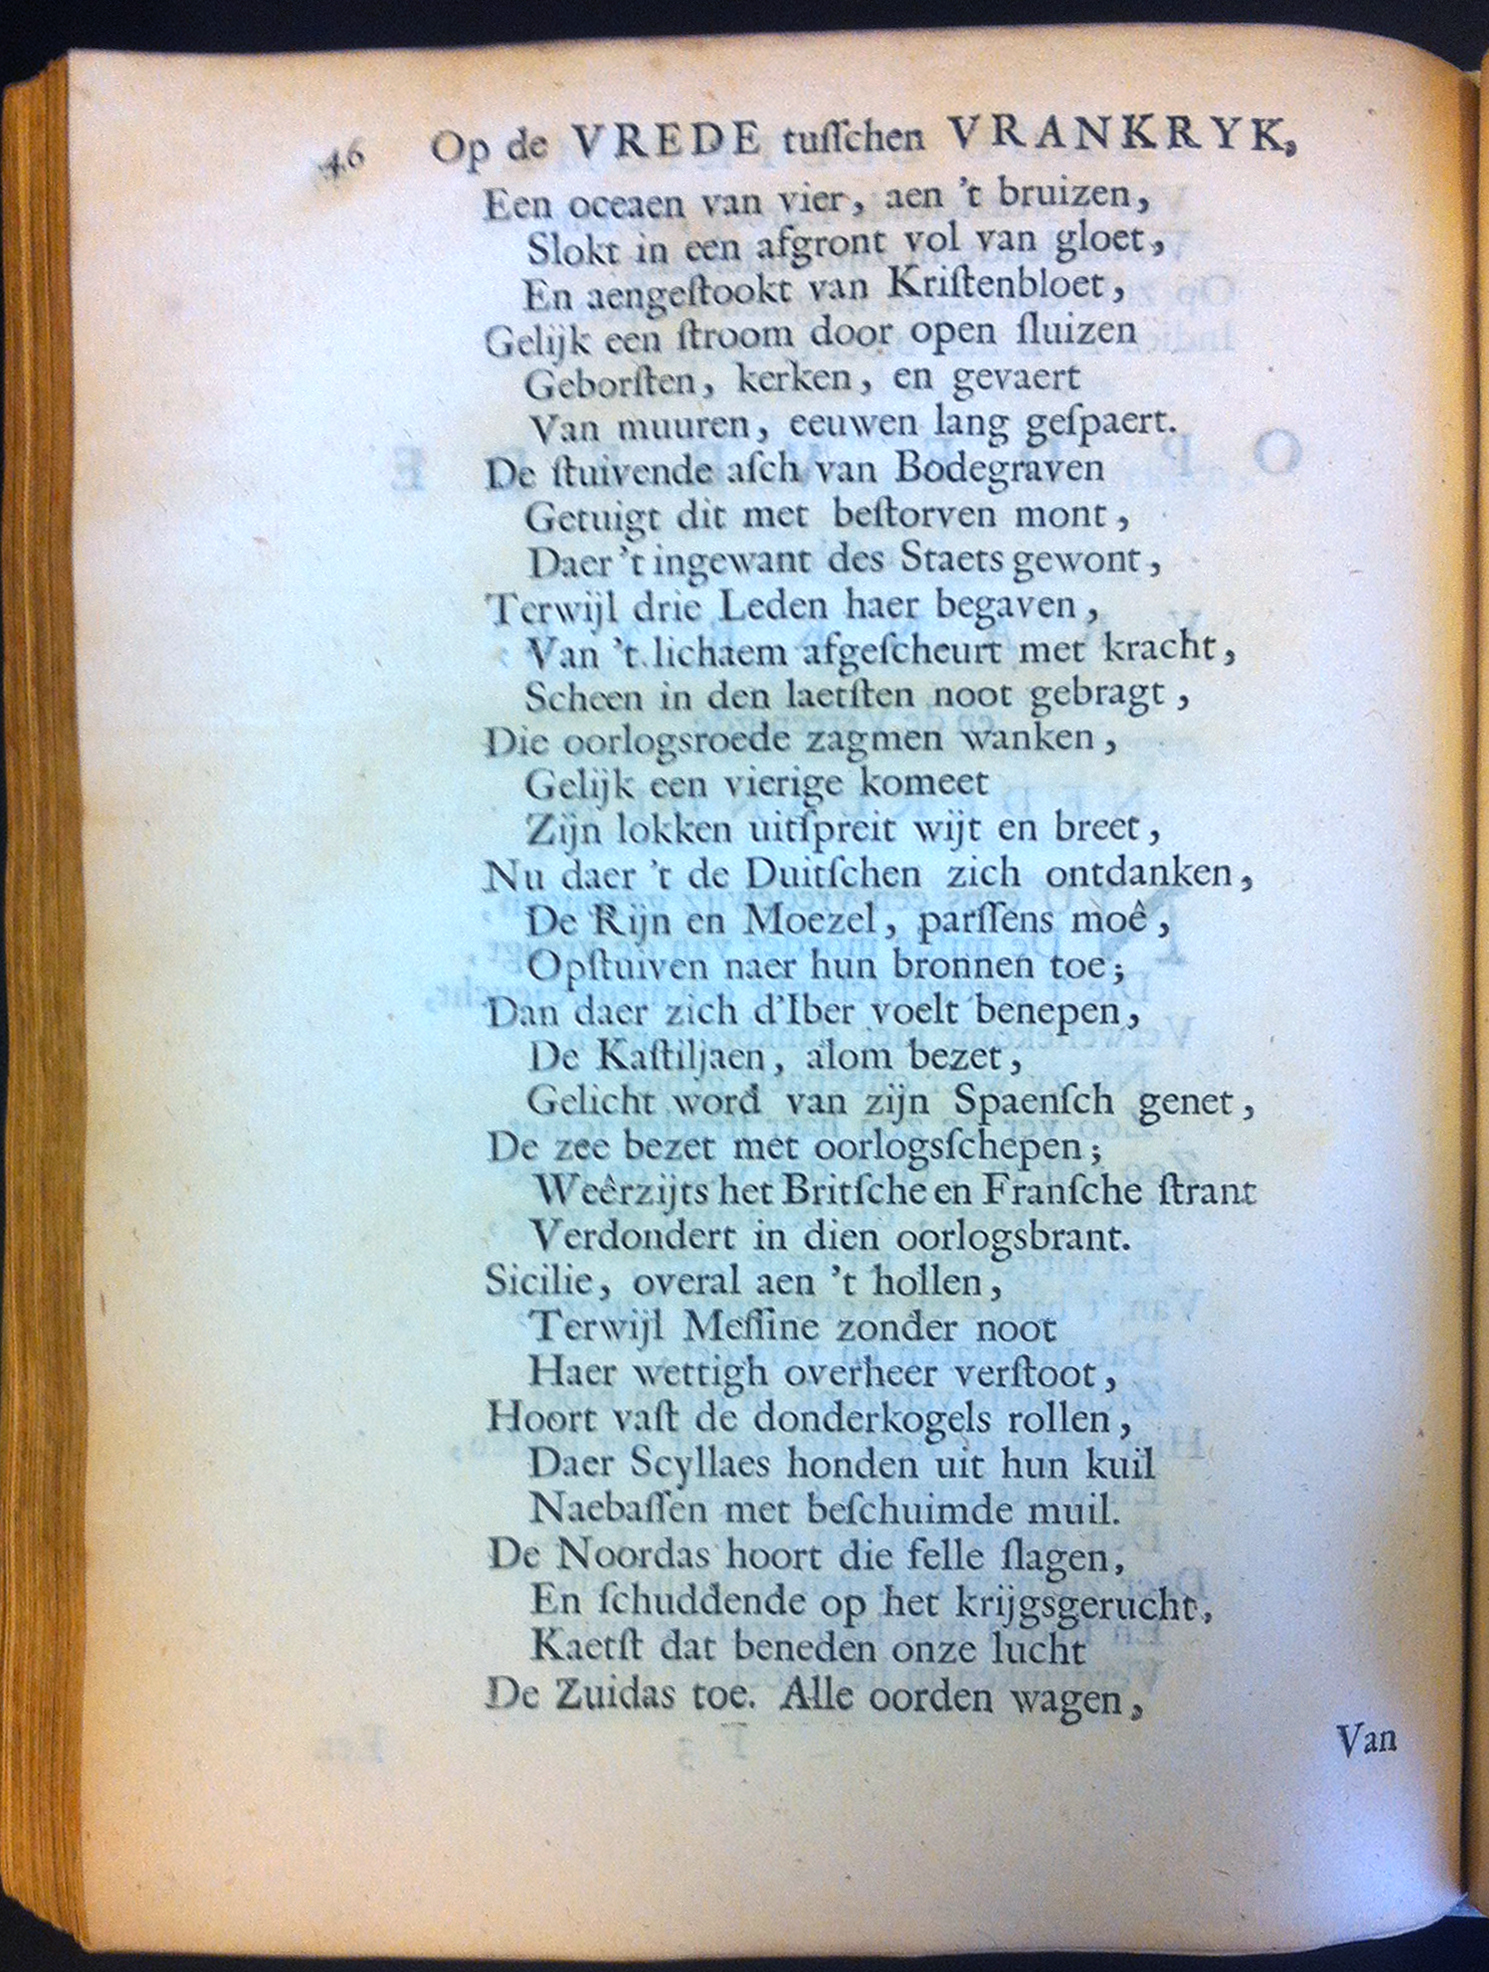 46 Op de VREDE tuſſchen VRANKRYK,
Een oceaen van vier, aen 't bruizen,
Slokt in een afgront vol van gloet,
En aengeſtookt van Kriſtenbloet,
Gelijk een ſtroom door open ſluizen
Geborſten, kerken, en gevaert
Van muuren, eeuwen lang geſpaert.
De ſtuivende aſch van Bodegraven
Getuigt dit met beſtorven mont,
Daer 't ingewant des Staets gewont,
Terwijl drie Leden haer begaven,
Van 't lichaem afgeſcheurt met kracht,
Scheen in den laetſten noot gebragt,
Die oorlogsroede zagmen wanken,
Gelijk een vierige komeet
Zijn lokken uitſpreit wijt en breet,
Nu daer 't de Duitſchen zich ontdanken,
De Rijn en Moezel, parſſens moê,
Opſtuiven naer hun bronnen toe;
Dan daer zich d'Iber voelt benepen,
De Kaſtiljaen, alom bezet,
Gelicht word van zijn Spaenſch genet,
De zee bezet met oorlogsſchepen;
Weêrzijts het Britſche en Franſche ſtrant
Verdondert in dien oorlogsbrant.
Sicilie, overal aen 't hollen,
Terwijl Meſſine zonder noot
Haer wettigh overheer verſtoot,
Hoort vaſt de donderkogels rollen,
Daer Scyllaes honden uit hun kuil
Naebaſſen met beſchuimde muil.
De Noordas hoort die felle ſlagen,
En ſchuddende op het krijgsgerucht,
Kaetſt dat beneden onze lucht
De Zuidas toe. Alle oorden wagen,
Van